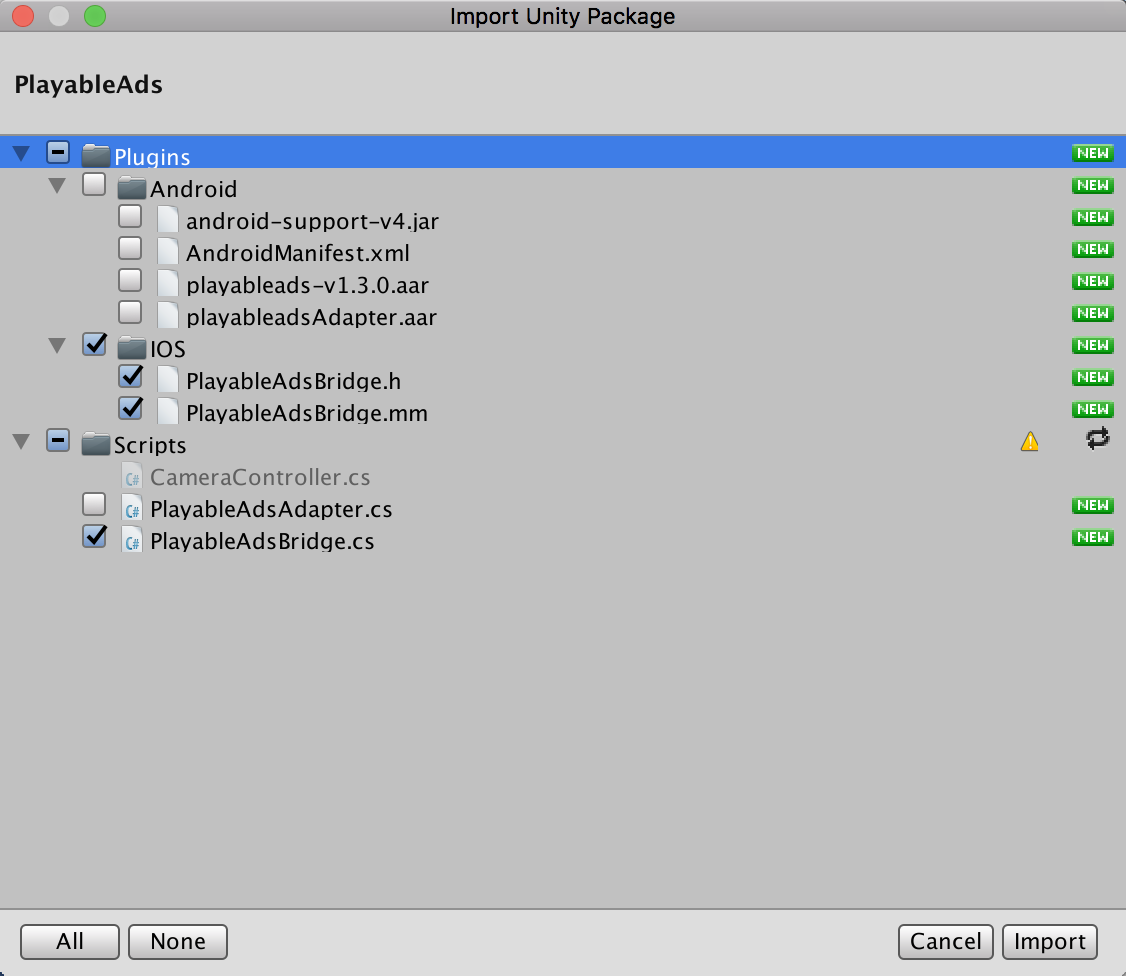 Import Unity Package
PlayableAds
Plugins NEW
Android NEW
android-support-v4.jar NEW
AndroidManifest.xml NEW
playableads-v1.3.0.aar NEW
playableadsAdapter.aar NEW
IOS NEW
PlayableAdsBridge.h NEW
PlayableAdsBridge.mm NEW
Scripts
C# CameraController.cs
C# PlayableAdsAdapter.cs NEW
C# PlayableAdsBridge.cs NEW
All None Cancel Import